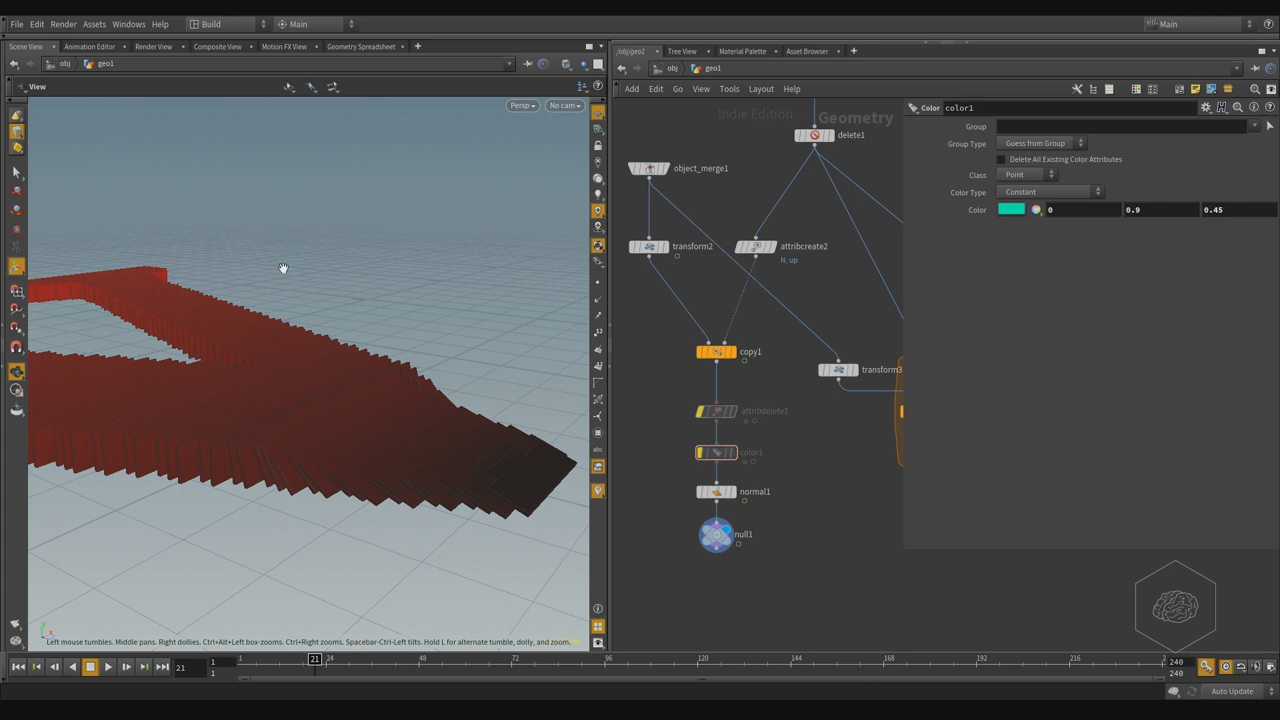 File Edit Render Assets Windows Help Build Main Main
Scene View Animation Editor Render View Composite View Motion FX View Geometry Spreadsheet
/obj/geo1 Tree View Material Palette Asset Browser
obj geo1
obj geo1
View
Add Edit Go View Tools Layout Help
Persp No cam
Indie Edition Geometry
Color color1
Group
Group Type Guess from Group
Delete All Existing Color Attributes
Class Point
Color Type Constant
Color 0 0.9 0.45
delete1
object_merge1
transform2
attribcreate2
N, up
copy1
transform3
attribdelete1
color1
normal1
null1
abc
Left mouse tumbles. Middle pans. Ctrl+Alt+Left box-zooms. Ctrl+Right zooms. Spacebar-Ctrl-Left tilts. Hold L for alternate tumble, dolly, and zoom.
21 1 1 21 24 48 72 96 120 144 168 192 216 2 240
1 1 240
Auto Update